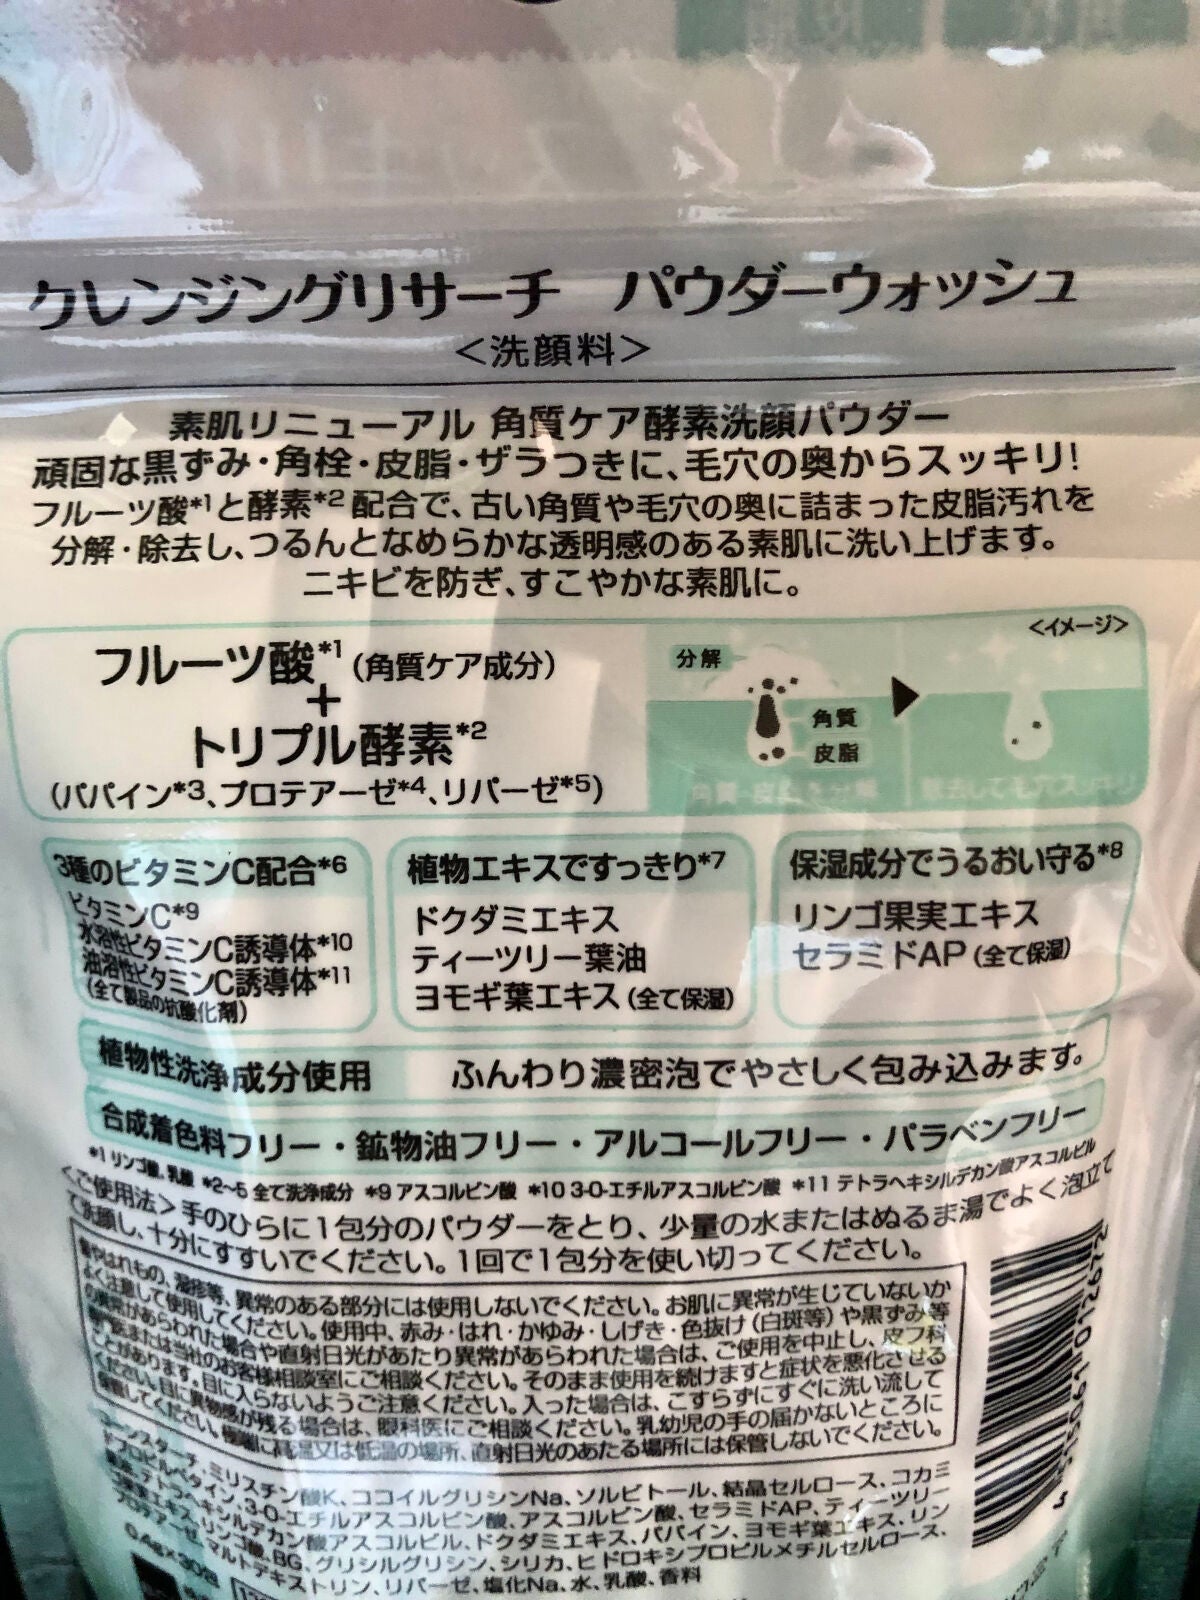 クレンジングリサーチ パウダーウォッシュ
＜洗顔料＞
素肌リニューアル 角質ケア酵素洗顔パウダー
頑固な黒ずみ・角栓・皮脂・ザラつきに、毛穴の奥からスッキリ!
フルーツ酸*1と酵素*2配合で、古い角質や毛穴の奥に詰まった皮脂汚れを
分解・除去し、つるんとなめらかな透明感のある素肌に洗い上げます。
ニキビを防ぎ、すこやかな素肌に。
フルーツ酸*1(角質ケア成分)
+
トリプル酵素*2
(パパイン*3、プロテアーゼ*4、リパーゼ*5)
＜イメージ＞
分解
角質
皮脂
3種のビタミンC配合*6
ビタミンC*9
水溶性ビタミンC誘導体*10
油溶性ビタミンC誘導体*11
(全て製品の抗酸化剤)
植物エキスですっきり*7
ドクダミエキス
ティーツリー葉油
ヨモギ葉エキス(全て保湿)
保湿成分でうるおい守る*8
リンゴ果実エキス
セラミドAP(全て保湿)
植物性洗浄成分使用 ふんわり濃密泡でやさしく包み込みます。
合成着色料フリー・鉱物油フリー・アルコールフリー・パラベンフリー
*1 リンゴ酸、乳酸 *2~5 全て洗浄成分 *9 アスコルビン酸 *10 3-O-エチルアスコルビン酸 *11 テトラヘキシルデカン酸アスコルビル
＜ご使用法＞手のひらに1包分のパウダーをとり、少量の水またはぬるま湯でよく泡立て
て洗顔し、十分にすすいでください。1回で1包分を使い切ってください。
はれもの、湿疹等、異常のある部分には使用しないでください。お肌に異常が生じていないか
よく注意して使用してください。使用中、赤み・はれ・かゆみ・しげき・色抜け(白斑等)や黒ずみ等
の異常があらわれた場合や直射日光があたり異常があらわれた場合は、ご使用を中止し、皮フ科
専門医または当社のお客様相談室にご相談ください。そのまま使用を続けますと症状を悪化させる
ことがあります。目に入らないようご注意ください。入った場合は、こすらずにすぐに洗い流して
ください。目に異物感が残る場合は、眼科医にご相談ください。乳幼児の手の届かないところに
保管してください。極端に高温又は低温の場所、直射日光のあたる場所には保管しないでください。
コーンスターチ、ミリスチン酸K、ココイルグリシンNa、ソルビトール、結晶セルロース、コカミ
ドプロピルベタイン、3-O-エチルアスコルビン酸、アスコルビン酸、セラミドAP、ティーツリー
葉油、テトラヘキシルデカン酸アスコルビル、ドクダミエキス、パパイン、ヨモギ葉エキス、リン
ゴ果実エキス、リンゴ酸、BG、グリシルグリシン、シリカ、ヒドロキシプロピルメチルセルロース、
プロテアーゼ、マルトデキストリン、リパーゼ、塩化Na、水、乳酸、香料
0.4g×30包